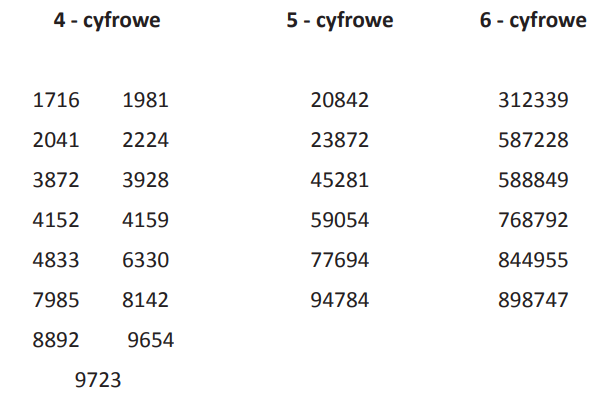 4 - cyfrowe 5 - cyfrowe 6 - cyfrowe
1716 1981 20842 312339
2041 2224 23872 587228
3872 3928 45281 588849
4152 4159 59054 768792
4833 6330 77694 844955
7985 8142 94784 898747
8892 9654
9723